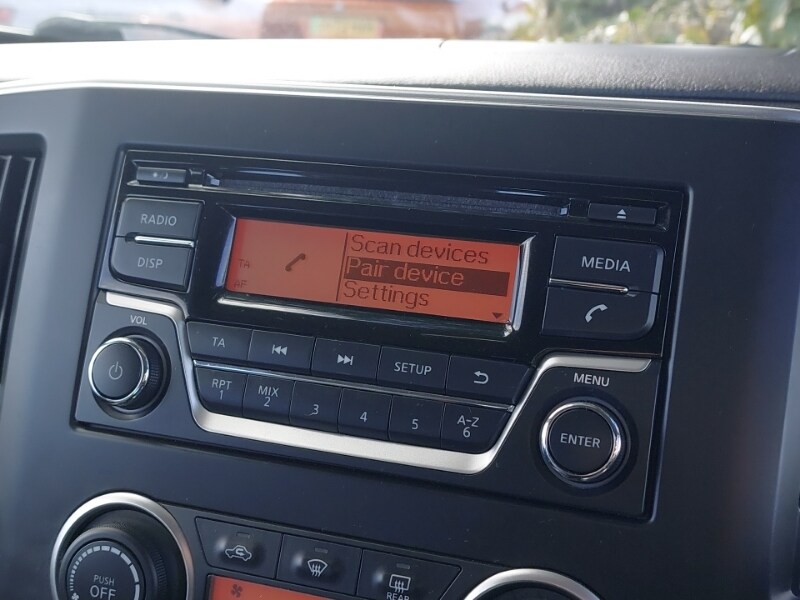 RADIO
DISP
TA
AF
Scan devices
Pair device
Settings
MEDIA
VOL
TA
SETUP
RPT
1
MIX
2
3
4
5
A-Z
6
MENU
ENTER
PUSH
OFF
REAR